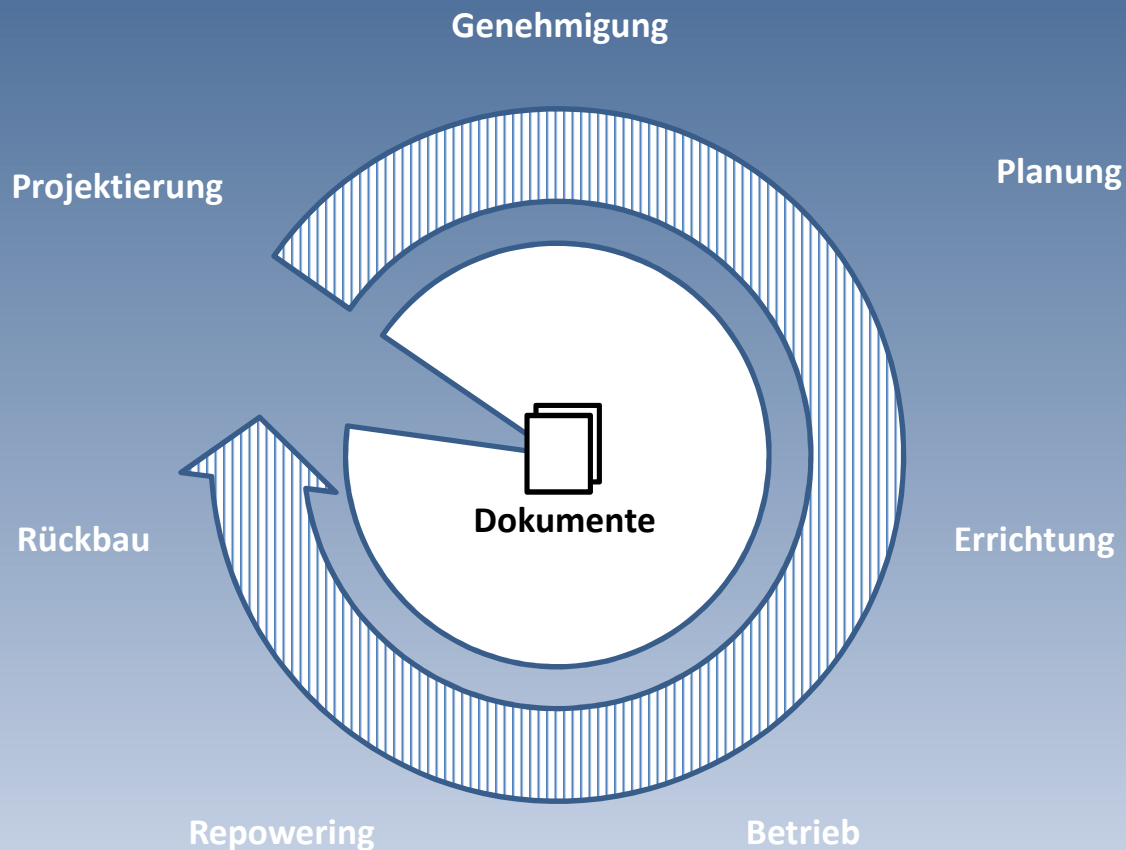 Genehmigung
Projektierung
Planung
Dokumente
Rückbau
Errichtung
Repowering
Betrieb